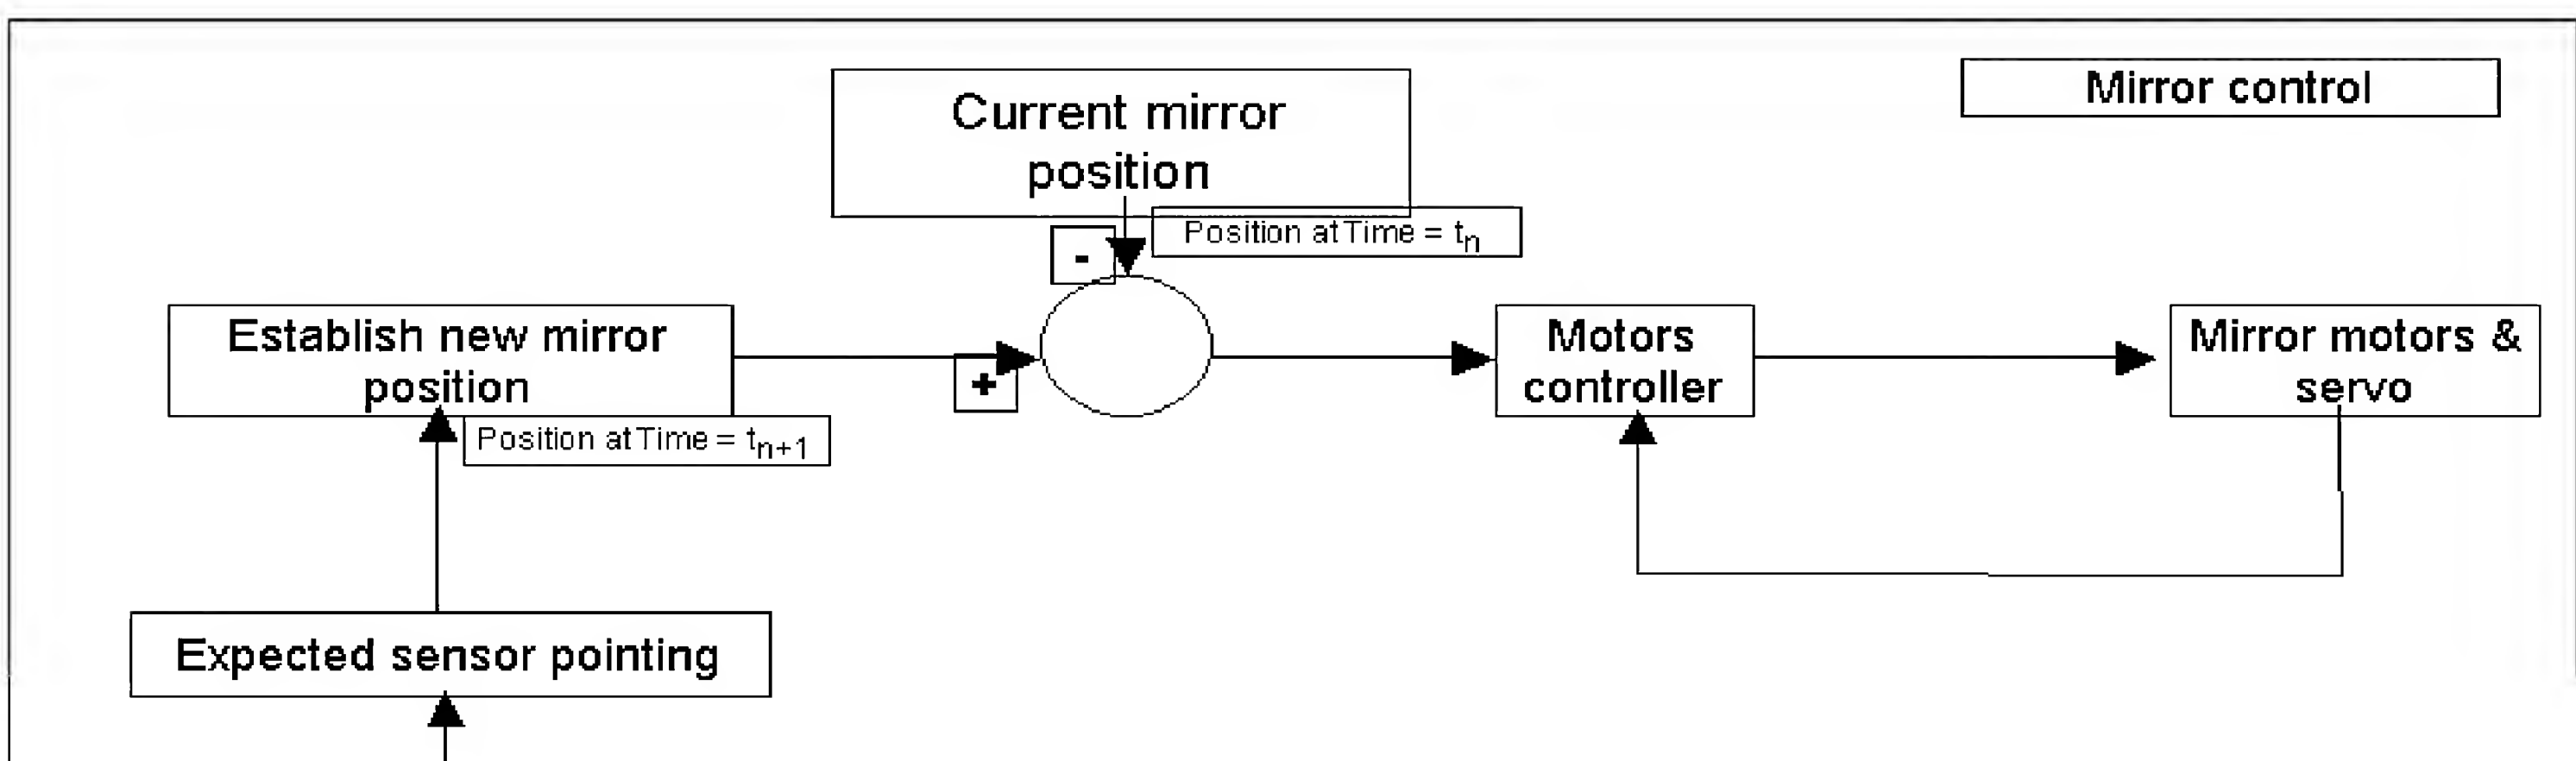 Mirror control
Current mirror
position
Position at Time = tn
-
Establish new mirror
position
+
Motors
controller
Mirror motors &
servo
Position at Time = tn+1
Expected sensor pointing